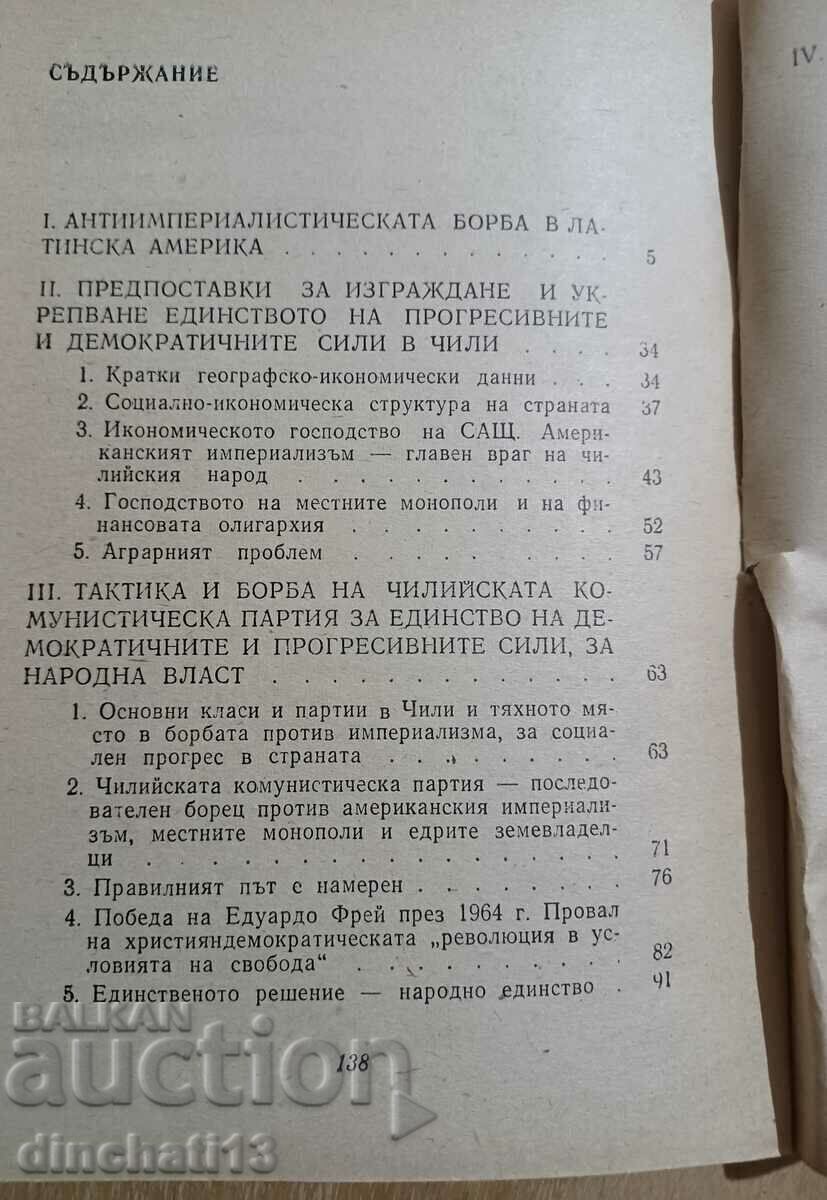 СЪДЪРЖАНИЕ
IV.
I. АНТИИМПЕРИАЛИСТИЧЕСКАТА БОРБА В ЛА-
ТИНСКА АМЕРИКА . . . . . . . . . . . . . 5
II. ПРЕДПОСТАВКИ ЗА ИЗГРАЖДАНЕ И УК-
РЕПВАНЕ ЕДИНСТВОТО НА ПРОГРЕСИВНИТЕ
И ДЕМОКРАТИЧНИТЕ СИЛИ В ЧИЛИ . . . . 34
1. Кратки географско-икономически данни . . . 34
2. Социално-икономическа структура на страната 37
3. Икономическото господство на САЩ. Амери-
канският империализъм — главен враг на чи-
лийския народ . . . . . . . . . . . . 43
4. Господството на местните монополи и на фи-
нансовата олигархия . . . . . . . . . . 52
5. Аграрният проблем . . . . . . . . . . 57
III. ТАКТИКА И БОРБА НА ЧИЛИЙСКАТА КО-
МУНИСТИЧЕСКА ПАРТИЯ ЗА ЕДИНСТВО НА ДЕ-
МОКРАТИЧНИТЕ И ПРОГРЕСИВНИТЕ СИЛИ, ЗА
НАРОДНА ВЛАСТ . . . . . . . . . . . . . 63
1. Основни класи и партии в Чили и тяхното мя-
сто в борбата против империализма, за социа-
лен прогрес в страната . . . . . . . . . 63
2. Чилийската комунистическа партия — последо-
вателен борец против американския империали-
зъм, местните монополи и едрите земевладел-
ци . . . . . . . . . . . . . . . . . 71
3. Правилният път е намерен . . . . . . . . 76
4. Победа на Едуардо Фрей през 1964 г. Провал
на християндемократическата „революция в ус-
ловията на свобода“ . . . . . . . . . . 82
5. Единственото решение — народно единство . 91
138
BALKAN
auction
dinchati13